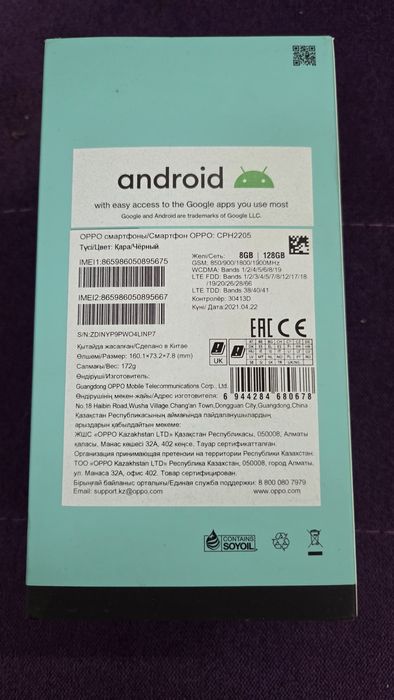 android
with easy access to the Google apps you use most
Google and Android are trademarks of Google LLC.
OPPO смартфоны/Смартфон OPPO: CPH2205
Түсі/Цвет: Қара/Чёрный
IMEI1:865986050895675
IMEI2:865986050895667
S/N:ZDINYP9PWO4LINP7
Желі/Сеть: 8GB | 128GB
GSM: 850/900/1800/1900MHz
WCDMA: Bands 1/2/4/5/6/8/19
LTE FDD: Bands 1/2/3/4/5/7/8/12/17/18
/19/20/26/28/66
LTE TDD: Bands 38/40/41
Контролёр: 30413D
Күні/ Дата: 2021.04.22
EAC CE
UK
Қытайда жасалған/Сделано в Китае
Өлшем/Размер: 160.1×73.2×7.8 (mm)
Салмағы/Вес: 172g
Өндіруші/Изготовитель:
Guangdong OPPO Mobile Telecommunications Corp., Ltd.
6 944284 680678
Өндірушінің мекен-жайы/Адрес изготовителя:
No,18 Haibin Road,Wusha Village,Chang'an Town,Dongguan City,Guangdong,China
Қазақстан Республикасының аймағында пайдаланушылардың
арыздарын қабылдайтын мекеме:
ЖШС «OPPO Kazakhstan LTD» Қазақстан Республикасы, 050008, Алматы
қаласы, Манас көшесі 32А, 402 кеңсе. Тауар сертификатталған.
Организация принимающая претензии на территории Республики Казахстан:
ТОО «OPPO Kazakhstan LTD» Республика Казахстан, 050008, город Алматы,
ул. Манаса 32А, офис 402. Товар сертифицирован.
Бірыңғай байланыс орталығы/Единая служба поддержки: 8 800 080 7979
Email: support.kz@oppo.com www.oppo.com
CONTAINS
SOYOIL